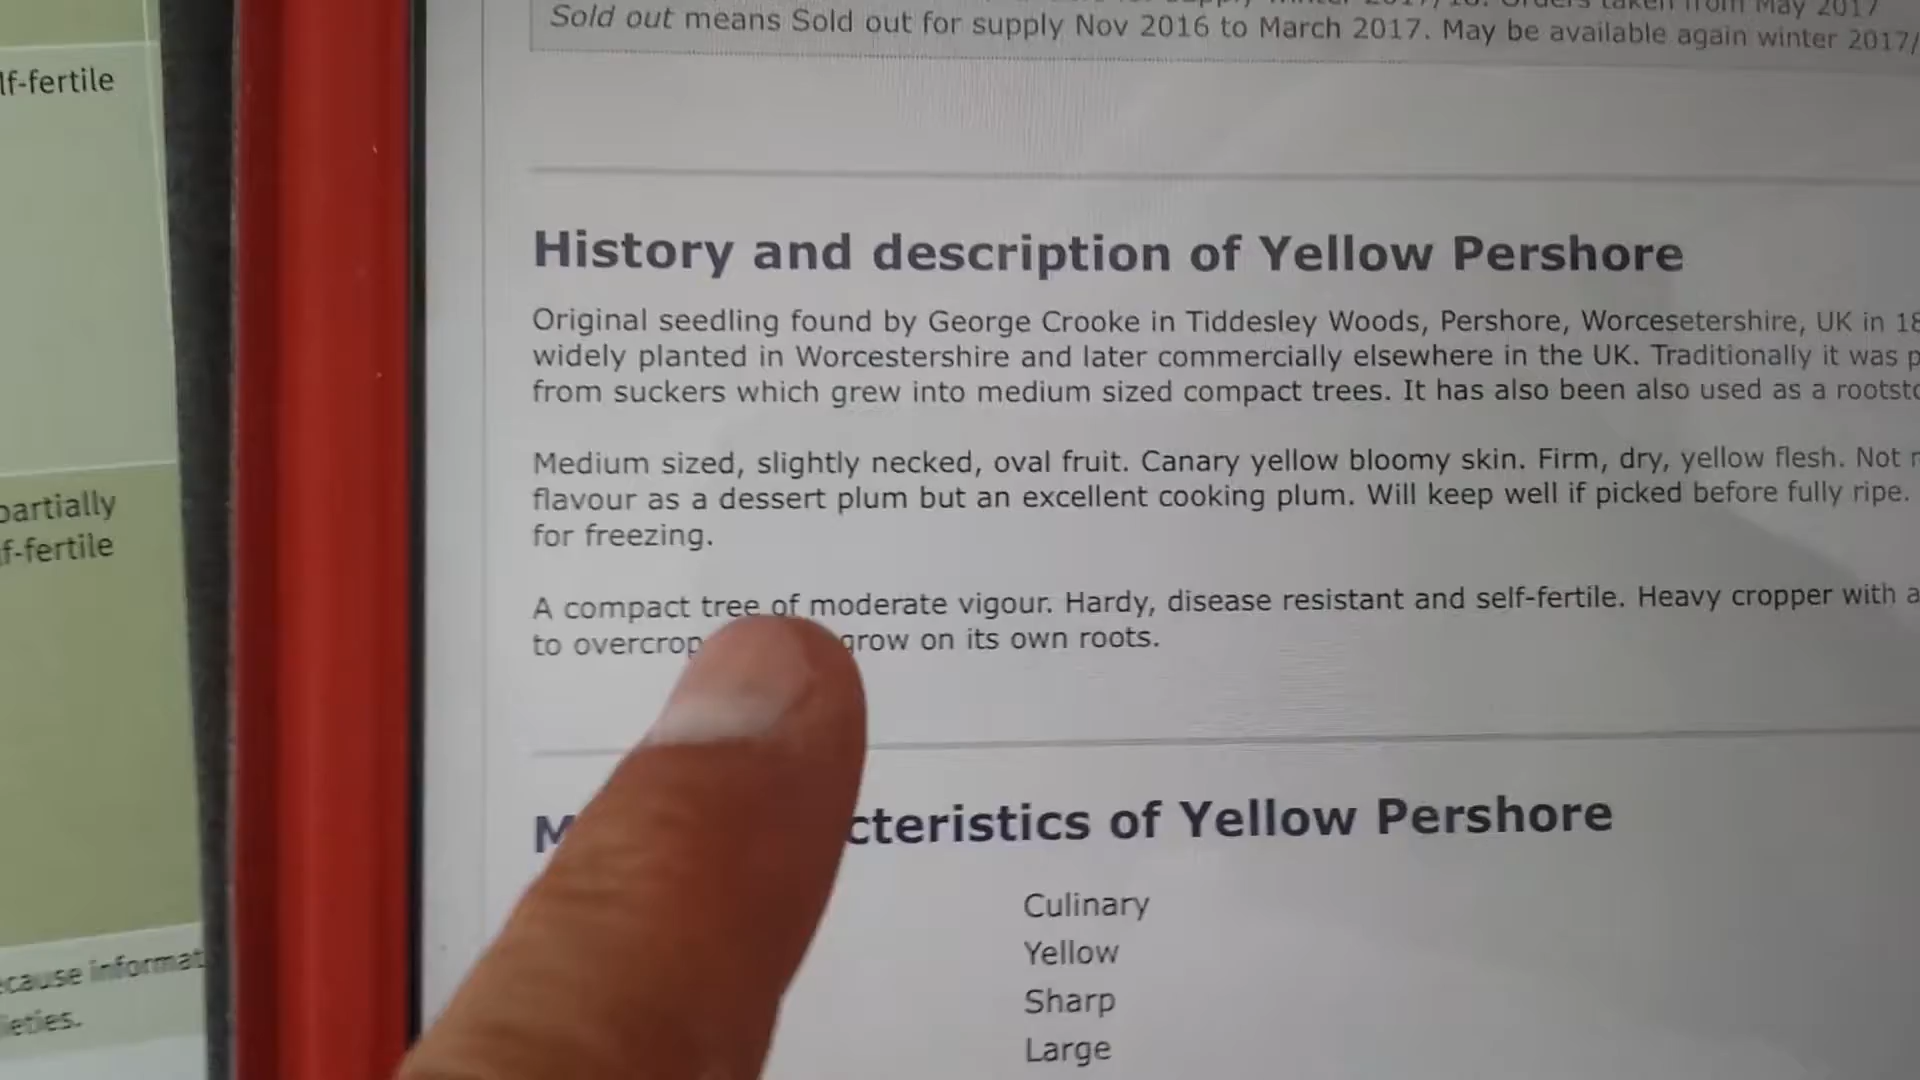 means Sold out for supply Nov 2016 to March 2017. May be available again winter 2017/
Sold out
lf-fertile
History and description of Yellow Pershore
Original seedling found by George Crooke in Tiddesley Woods, Pershore, Worcesetershire, UK in 18
widely planted in Worcestershire and later commercially elsewhere in the UK. Traditionally it was p
from suckers which grew into medium sized compact trees. It has also been also used as a rootsto
Medium sized, slightly necked, oval fruit. Canary yellow bloomy skin. Firm, dry, yellow flesh. Not
flavour as a dessert plum but an excellent cooking plum. Will keep well if picked before fully ripe.
for freezing.
partially
f-fertile
A compact tree of moderate vigour. Hardy, disease resistant and self-fertile. Heavy cropper with a
to overcrop grow on its own roots.
cteristics of Yellow Pershore
Culinary
Yellow
Sharp
Large
ecause informat
ieties.